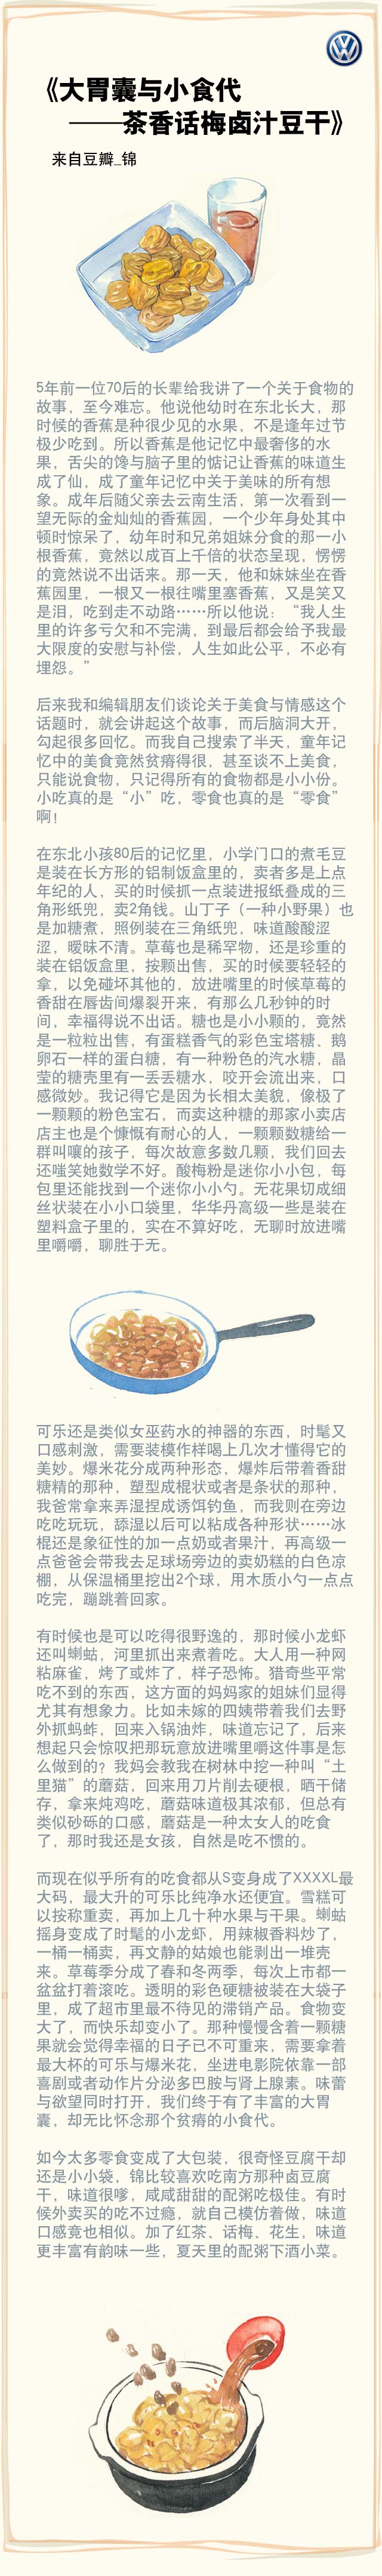 《大胃囊与小食代
——茶香话梅卤汁豆干》
来自豆瓣_锦
5年前一位70后的长辈给我讲了一个关于食物的
故事，至今难忘。他说他幼时在东北长大，那
时候的香蕉是种很少见的水果，不是逢年过节
极少吃到。所以香蕉是他记忆中最奢侈的水
果，舌尖的馋与脑子里的惦记让香蕉的味道生
成了仙，成了童年记忆中关于美味的所有想
象。成年后随父亲去云南生活，第一次看到一
望无际的金灿灿的香蕉园，一个少年身处其中
顿时惊呆了，幼年时和兄弟姐妹分食的那一小
根香蕉，竟然以成百上千倍的状态呈现，愣愣
的竟然说不出话来。那一天，他和妹妹坐在香
蕉园里，一根又一根往嘴里塞香蕉，又是笑又
是泪，吃到走不动路……所以他说：“我人生
里的许多亏欠和不完满，到最后都会给予我最
大限度的安慰与补偿，人生如此公平，不必有
埋怨。”
后来我和编辑朋友们谈论关于美食与情感这个
话题时，就会讲起这个故事，而后脑洞大开，
勾起很多回忆。而我自己搜索了半天，童年记
忆中的美食竟然贫瘠得很，甚至谈不上美食，
只能说食物，只记得所有的食物都是小小份。
小吃真的是“小”吃，零食也真的是“零食”
啊！
在东北小孩80后的记忆里，小学门口的煮毛豆
是装在长方形的铝制饭盒里的，卖者多是上点
年纪的人，买的时候抓一点装进报纸叠成的三
角形纸兜，卖2角钱。山丁子（一种小野果）也
是加糖煮，照例装在三角纸兜，味道酸酸涩
涩，暧昧不清。草莓也是稀罕物，还是珍重的
装在铝饭盒里，按颗出售，买的时候要轻轻的
拿，以免碰坏其他的，放进嘴里的时候草莓的
香甜在唇齿间爆裂开来，有那么几秒钟的时
间，幸福得说不出话。糖也是小小颗的，竟然
是一粒粒出售，有蛋糕香气的彩色宝塔糖、鹅
卵石一样的蛋白糖，有一种粉色的汽水糖，晶
莹的糖壳里有一丢丢糖水，咬开会流出来，口
感微妙。我记得它是因为长相太美貌，像极了
一颗颗的粉色宝石，而卖这种糖的那家小卖店
店主也是个慷慨有耐心的人，一颗颗数糖给一
群叫嚷的孩子，每次故意多数几颗，我们回去
还嗤笑她数学不好。酸梅粉是迷你小小包，每
包里还能找到一个迷你小小勺。无花果切成细
丝状装在小小口袋里，华华丹高级一些是装在
塑料盒子里的，实在不算好吃，无聊时放进嘴
里嚼嚼，聊胜于无。
可乐还是类似女巫药水的神器的东西，时髦又
口感刺激，需要装模作样喝上几次才懂得它的
美妙。爆米花分成两种形态，爆炸后带着香甜
糖精的那种，塑型成棍状或者是条状的那种，
我爸常拿来弄湿捏成诱饵钓鱼，而我则在旁边
吃吃玩玩，舔湿以后可以粘成各种形状……冰
棍还是象征性的加一点奶或者果汁，再高级一
点爸爸会带我去足球场旁边的卖奶糕的白色凉
棚，从保温桶里挖出2个球，用木质小勺一点点
吃完，蹦跳着回家。
有时候也是可以吃得很野逸的，那时候小龙虾
还叫蝲蛄，河里抓出来煮着吃。大人用一种网
粘麻雀，烤了或炸了，样子恐怖。猎奇些平常
吃不到的东西，这方面的妈妈家的姐妹们显得
尤其有想象力。比如未嫁的四姨带着我们去野
外抓蚂蚱，回来入锅油炸，味道忘记了，后来
想起只会惊叹把那玩意放进嘴里嚼这件事是怎
么做到的？我妈会教我在树林中挖一种叫“土
里猫”的蘑菇，回来用刀片削去硬根，晒干储
存，拿来炖鸡吃，蘑菇味道极其浓郁，但总有
类似砂砾的口感，蘑菇是一种太女人的吃食
了，那时我还是女孩，自然是吃不惯的。
而现在似乎所有的吃食都从S变身成了XXXXL最
大码，最大升的可乐比纯净水还便宜。雪糕可
以按称重卖，再加上几十种水果与干果。蝲蛄
摇身变成了时髦的小龙虾，用辣椒香料炒了，
一桶一桶卖，再文静的姑娘也能剥出一堆壳
来。草莓季分成了春和冬两季，每次上市都一
盆盆打着滚吃。透明的彩色硬糖被装在大袋子
里，成了超市里最不待见的滞销产品。食物变
大了，而快乐却变小了。那种慢慢含着一颗糖
果就会觉得幸福的日子已不可重来，需要拿着
最大杯的可乐与爆米花，坐进电影院依靠一部
喜剧或者动作片分泌多巴胺与肾上腺素。味蕾
与欲望同时打开，我们终于有了丰富的大胃
囊，却无比怀念那个贫瘠的小食代。
如今太多零食变成了大包装，很奇怪豆腐干却
还是小小袋，锦比较喜欢吃南方那种卤豆腐
干，味道很嗲，咸咸甜甜的配粥吃极佳。有时
候外卖买的吃不过瘾，就自己模仿着做，味道
口感竟也相似。加了红茶、话梅、花生，味道
更丰富有韵味一些，夏天里的配粥下酒小菜。